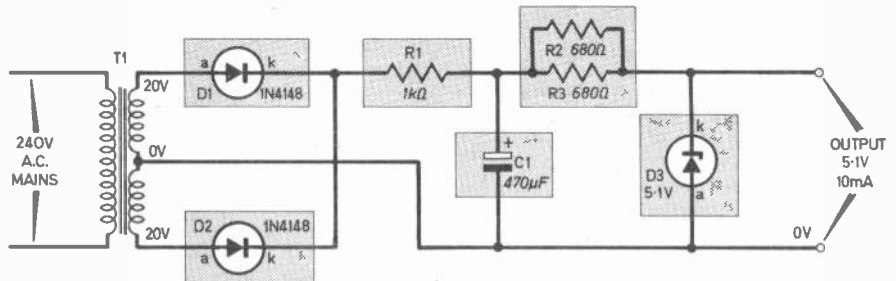 T1
20V
0V
20V
240V
A.C.
MAINS
a
k
D1
1N4148
D2
1N4148
a
k
R1
1kΩ
+
C1
470µF
R2 680Ω
R3 680Ω
k
D3
5·1V
a
OUTPUT
5·1V
10mA
0V